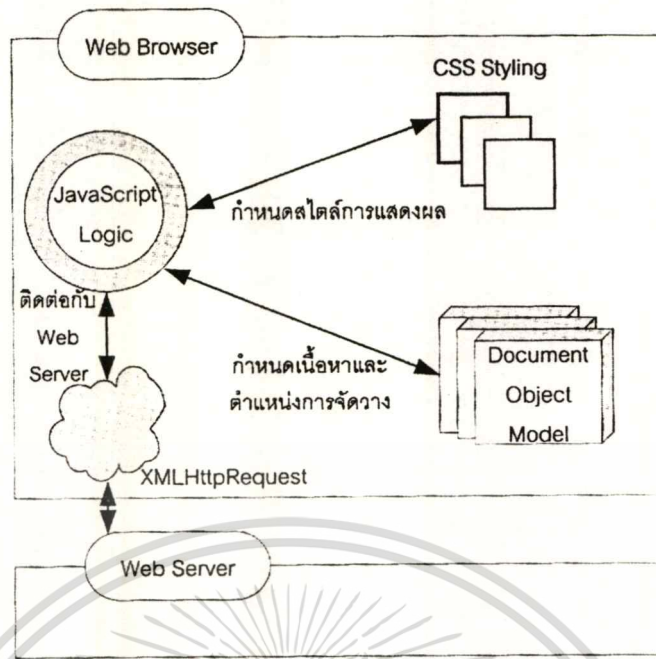 Web Browser
CSS Styling
JavaScript
Logic
กำหนดสไตล์การแสดงผล
ติดต่อกับ
Web
Server
กำหนดเนื้อหาและ
ตำแหน่งการจัดวาง
Document
Object
Model
XMLHttpRequest
Web Server